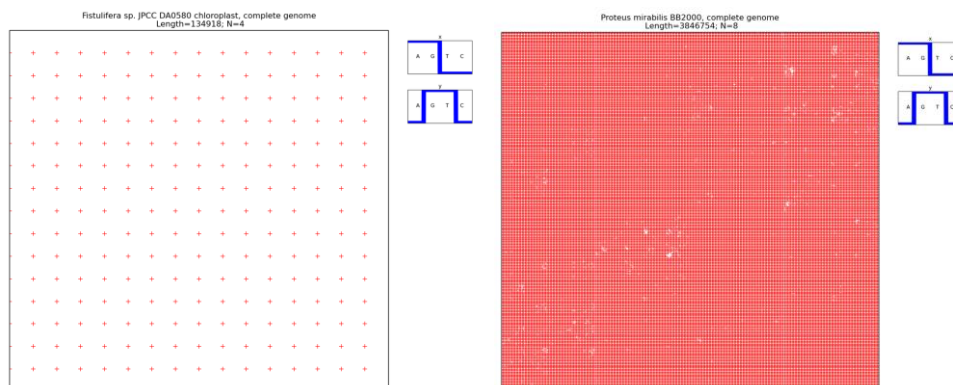 Fistulifera sp. JPCC DA0580 chloroplast, complete genome
Length=134918; N=4
x
A G T C
y
A G T C
Proteus mirabilis BB2000, complete genome
Length=3846754; N=8
x
A G T C
y
A G T C